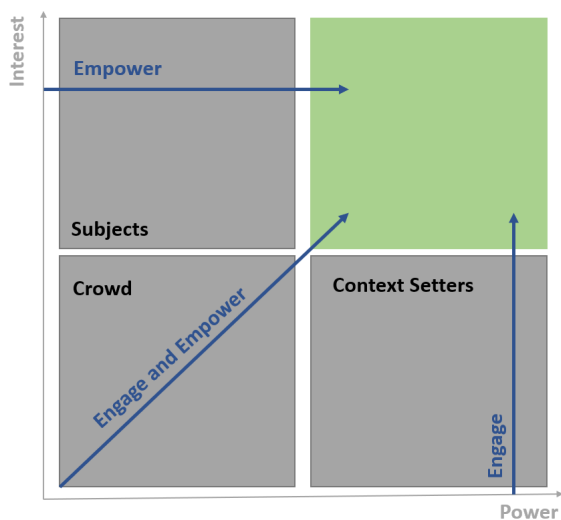 Interest
Empower
Subjects
Crowd
Context Setters
Engage and Empower
Engage
Power